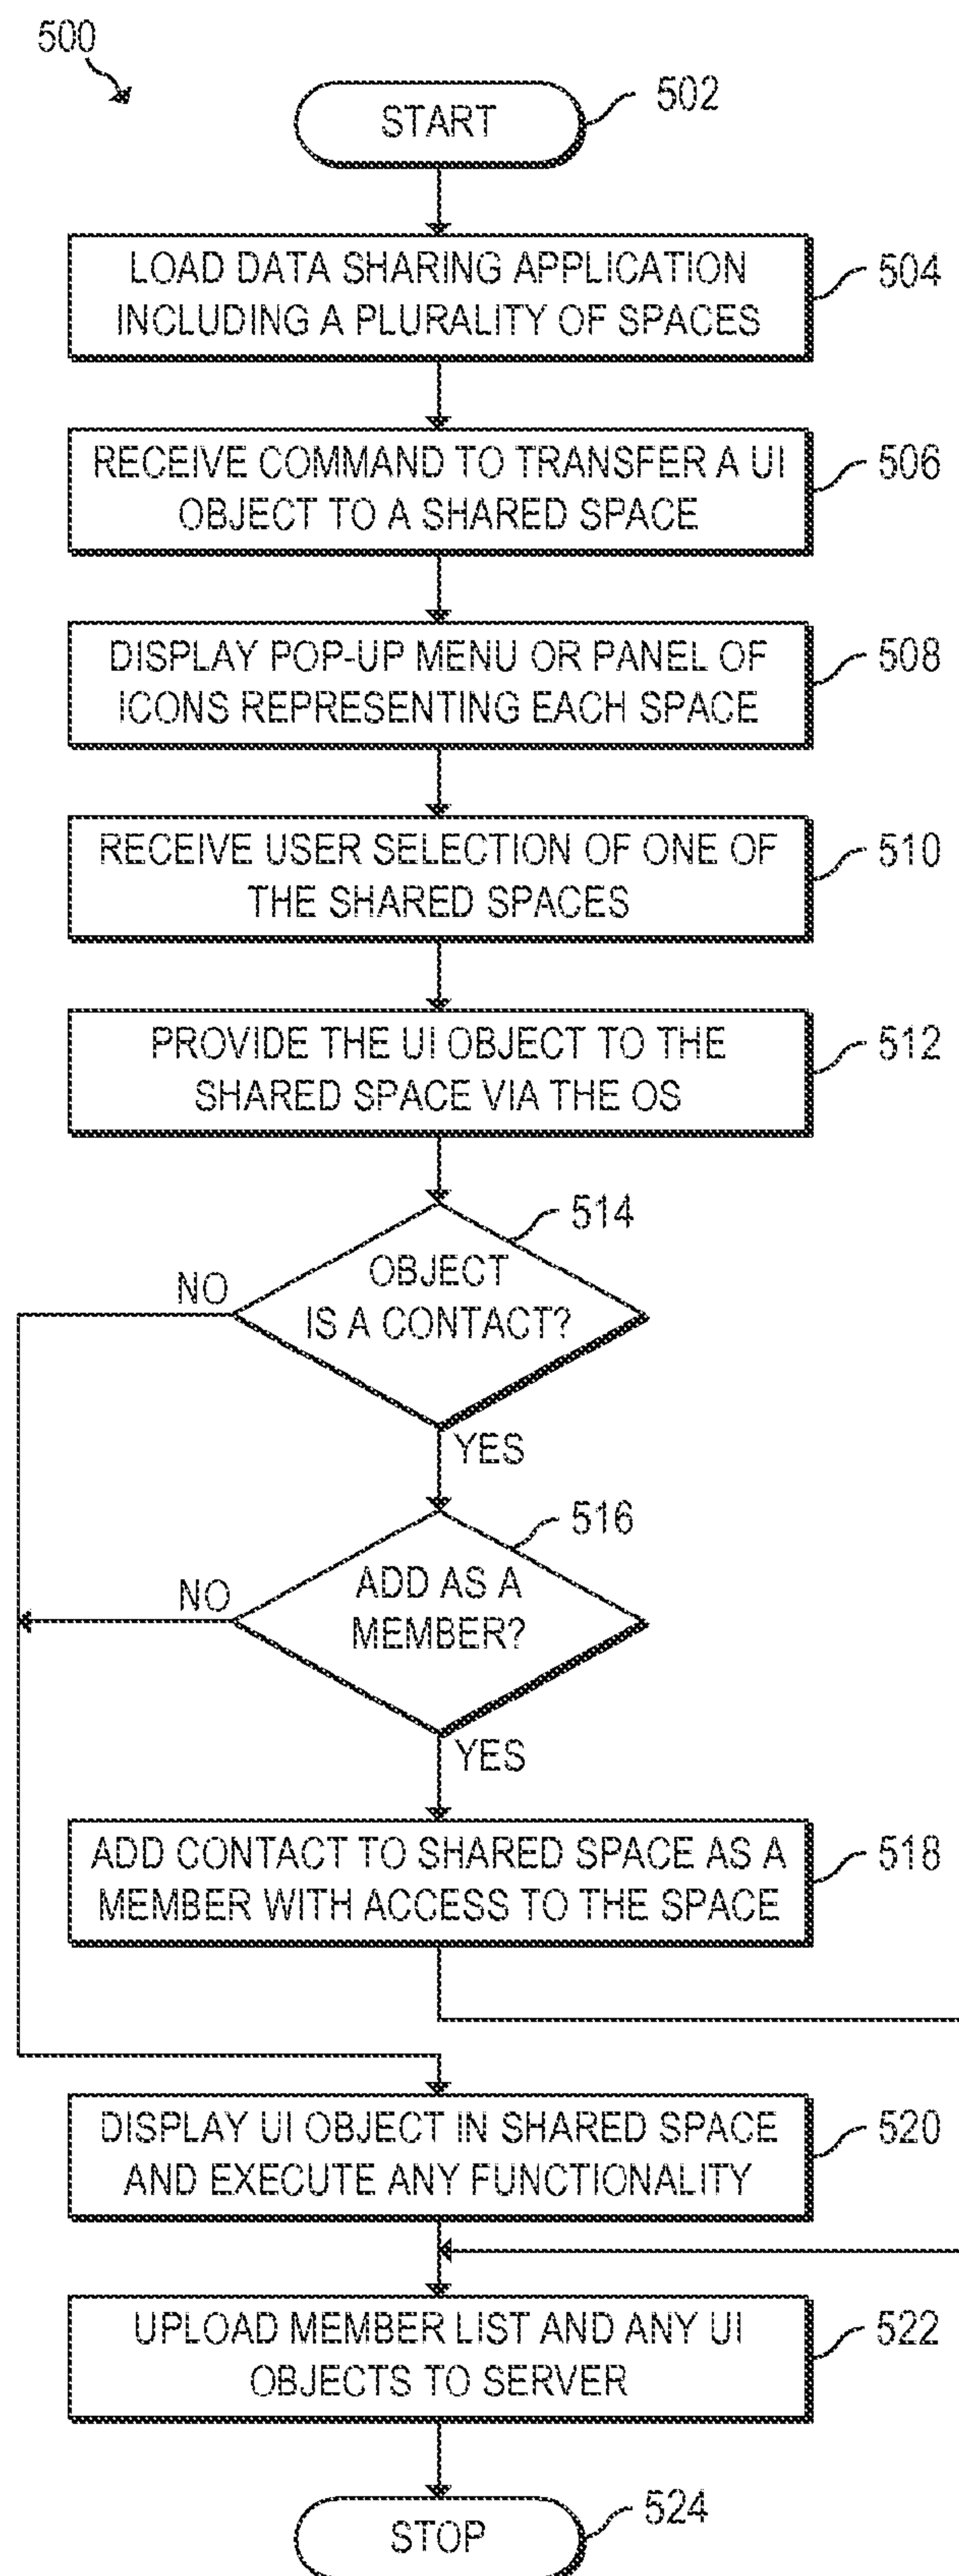 500
START
502
LOAD DATA SHARING APPLICATION
INCLUDING A PLURALITY OF SPACES
504
RECEIVE COMMAND TO TRANSFER A UI
OBJECT TO A SHARED SPACE
506
DISPLAY POP-UP MENU OR PANEL OF
ICONS REPRESENTING EACH SPACE
508
RECEIVE USER SELECTION OF ONE OF
THE SHARED SPACES
510
PROVIDE THE UI OBJECT TO THE
SHARED SPACE VIA THE OS
512
514
OBJECT
IS A CONTACT?
NO
YES
516
ADD AS A
MEMBER?
NO
YES
ADD CONTACT TO SHARED SPACE AS A
MEMBER WITH ACCESS TO THE SPACE
518
DISPLAY UI OBJECT IN SHARED SPACE
AND EXECUTE ANY FUNCTIONALITY
520
UPLOAD MEMBER LIST AND ANY UI
OBJECTS TO SERVER
522
STOP
524